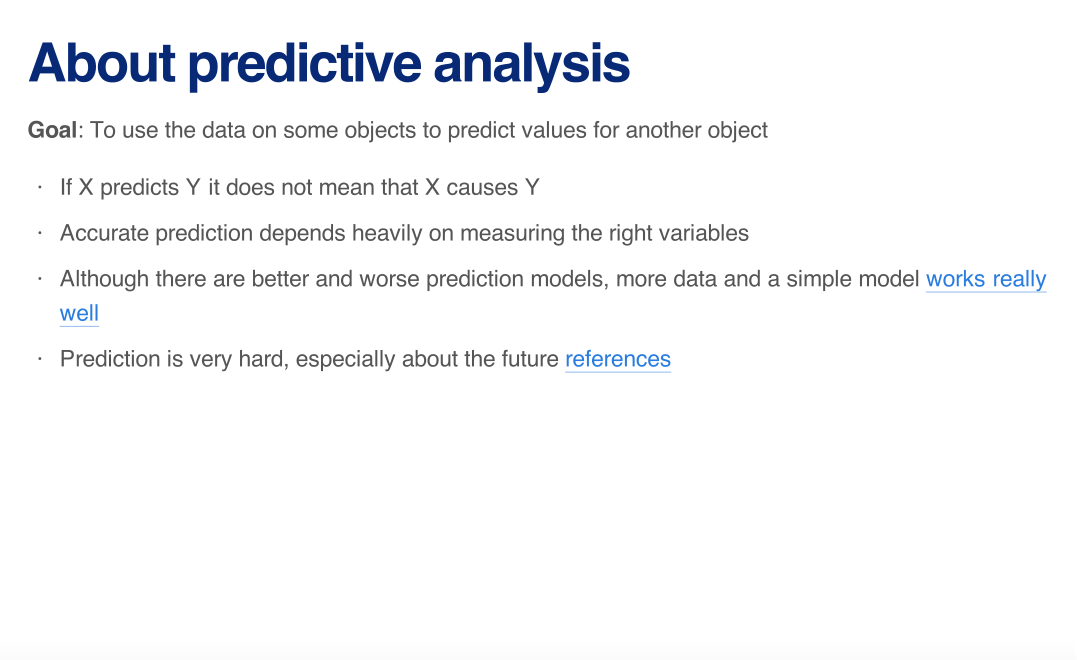 About predictive analysis
Goal: To use the data on some objects to predict values for another object
· If X predicts Y it does not mean that X causes Y
· Accurate prediction depends heavily on measuring the right variables
· Although there are better and worse prediction models, more data and a simple model works really
well
· Prediction is very hard, especially about the future references